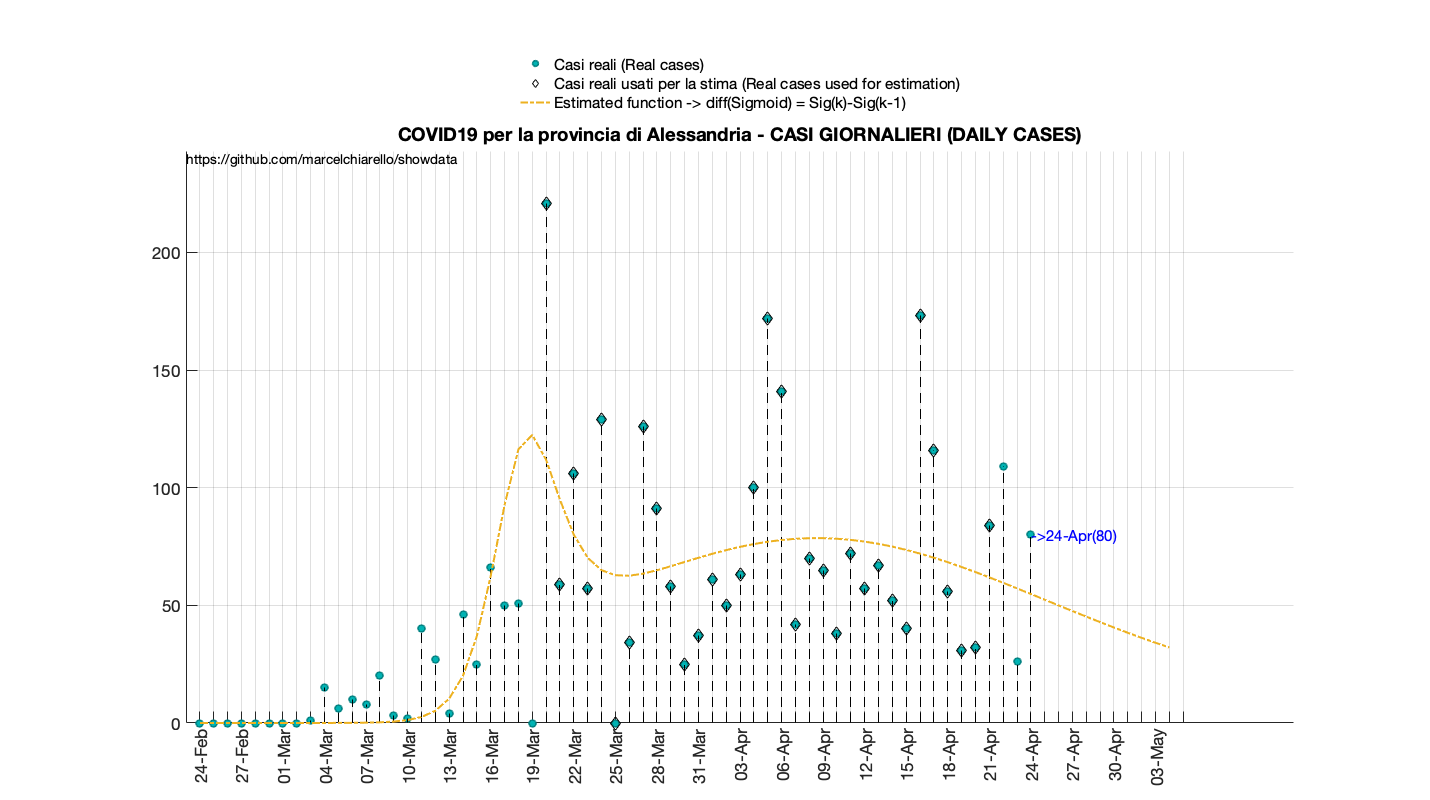 Casi reali (Real cases)
Casi reali usati per la stima (Real cases used for estimation)
Estimated function -> diff(Sigmoid) = Sig(k)-Sig(k-1)
COVID19 per la provincia di Alessandria - CASI GIORNALIERI (DAILY CASES)
https://github.com/marcelchiarello/showdata
200
150
100
50
0
->24-Apr(80)
24-Feb
27-Feb
01-Mar
04-Mar
07-Mar
10-Mar
13-Mar
16-Mar
19-Mar
22-Mar
25-Mar
28-Mar
31-Mar
03-Apr
06-Apr
09-Apr
12-Apr
15-Apr
18-Apr
21-Apr
24-Apr
27-Apr
30-Apr
03-May